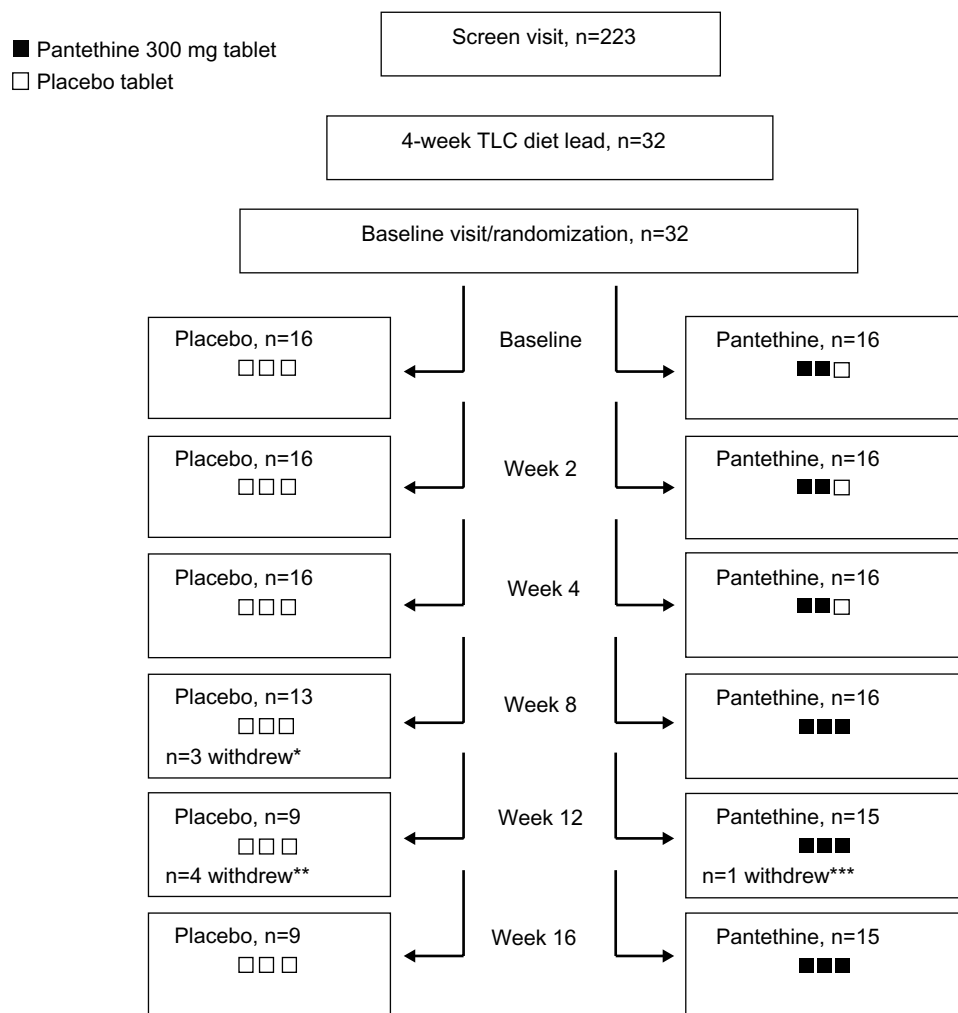 Pantethine 300 mg tablet
Placebo tablet
Screen visit, n=223
4-week TLC diet lead, n=32
Baseline visit/randomization, n=32
Placebo, n=16
Baseline
Pantethine, n=16
Placebo, n=16
Week 2
Pantethine, n=16
Placebo, n=16
Week 4
Pantethine, n=16
Placebo, n=13
n=3 withdrew*
Week 8
Pantethine, n=16
Placebo, n=9
n=4 withdrew**
Week 12
Pantethine, n=15
n=1 withdrew***
Placebo, n=9
Week 16
Pantethine, n=15